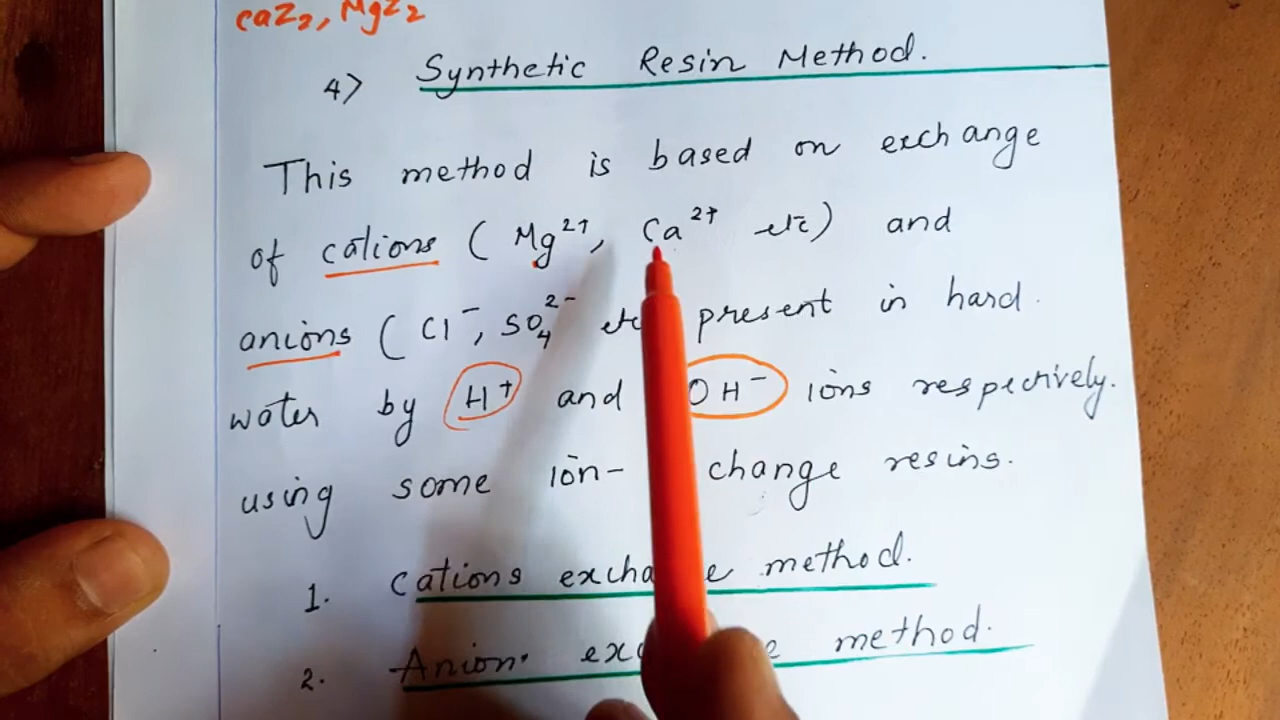 CaZ₂, MgZ₂
4) Synthetic Resin Method.
This method is based on exchange
of cations ( Mg²⁺, Ca²⁺ etc) and
anions ( Cl⁻, SO₄²⁻ etc present in hard
water by H⁺ and OH⁻ ions respectively.
using some ion- change resins.
1. Cations exchange method.
2. Anion method.